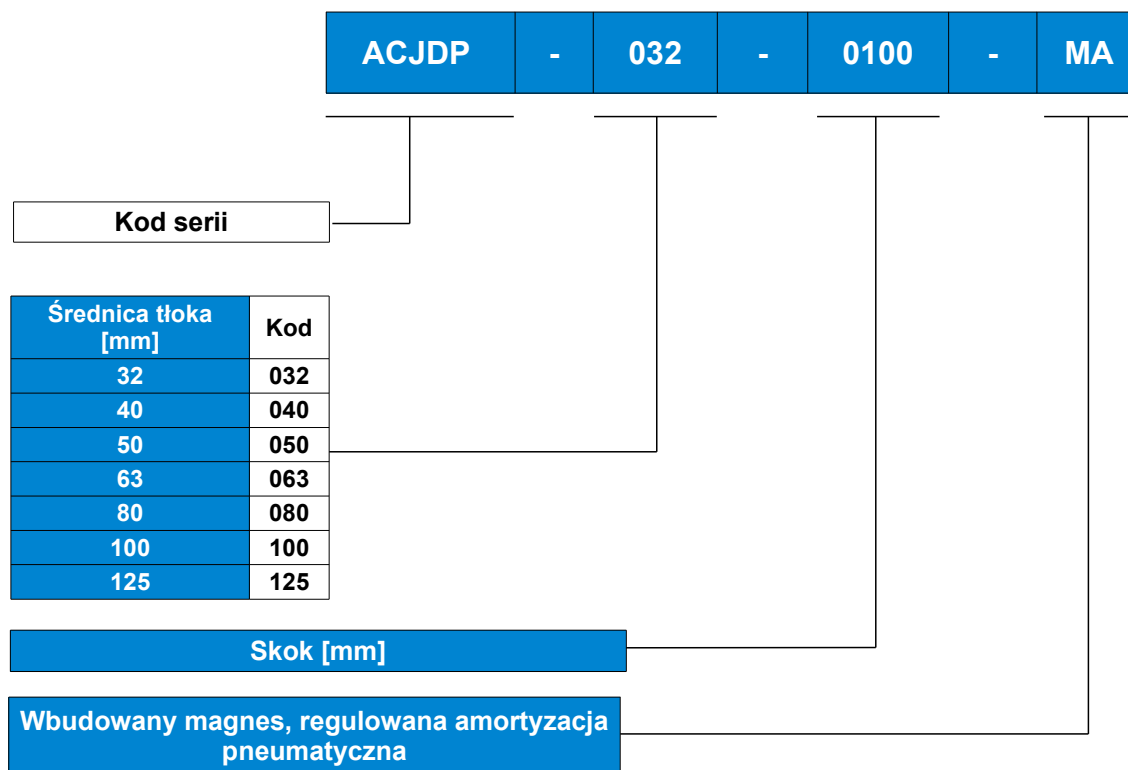 ACJDP - 032 - 0100 - MA
Kod serii
Średnica tłoka
[mm]
Kod
32 032
40 040
50 050
63 063
80 080
100 100
125 125
Skok [mm]
Wbudowany magnes, regulowana amortyzacja
pneumatyczna